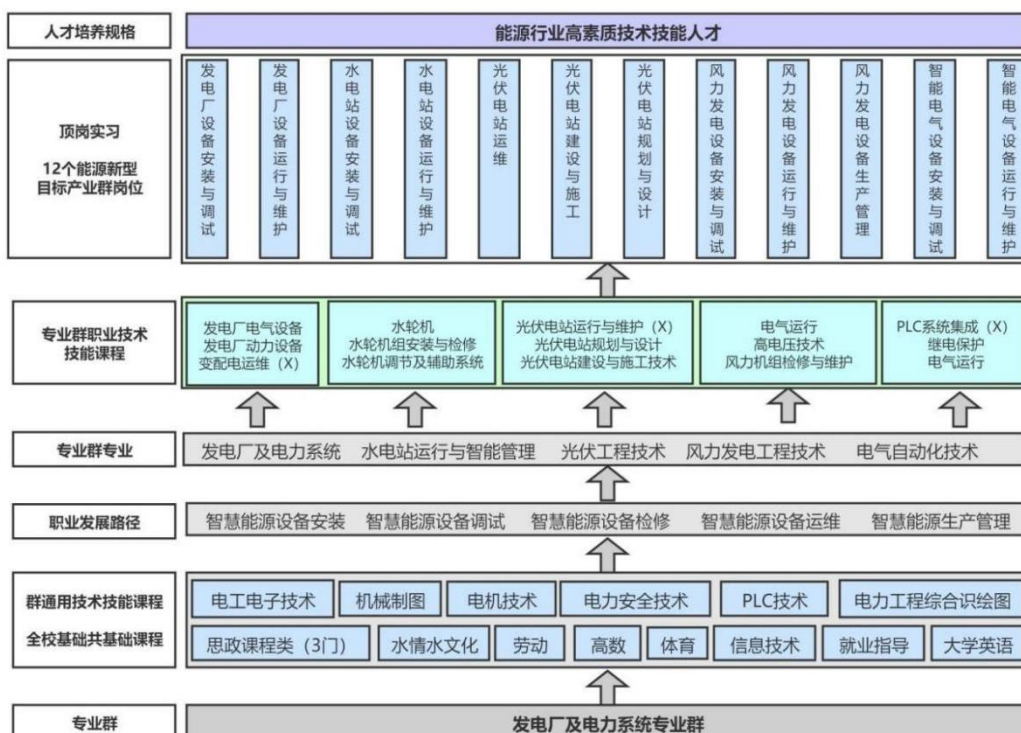 人才培养规格
能源行业高素质技术技能人才
顶岗实习
12个能源新型
目标产业群岗位
发电厂设备安装与调试
发电厂设备运行与维护
水电站设备安装与调试
水电站设备运行与维护
光伏电站运维
光伏电站建设与施工
光伏电站规划与设计
风力发电设备安装与调试
风力发电设备运行与维护
风力发电设备生产管理
智能电气设备安装与调试
智能电气设备运行与维护
专业群职业技术
技能课程
发电厂电气设备
发电厂动力设备
变配电运维（X）
水轮机
水轮机组安装与检修
水轮机调节及辅助系统
光伏电站运行与维护（X）
光伏电站规划与设计
光伏电站建设与施工技术
电气运行
高电压技术
风力机组检修与维护
PLC系统集成（X）
继电保护
电气运行
专业群专业
发电厂及电力系统 水电站运行与智能管理 光伏工程技术 风力发电工程技术 电气自动化技术
职业发展路径
智慧能源设备安装 智慧能源设备调试 智慧能源设备检修 智慧能源设备运维 智慧能源生产管理
群通用技术技能课程
电工电子技术 机械制图 电机技术 电力安全技术 PLC技术 电力工程综合识绘图
全校基础共基础课程
思政课程类（3门） 水情水文化 劳动 高数 体育 信息技术 就业指导 大学英语
专业群
发电厂及电力系统专业群